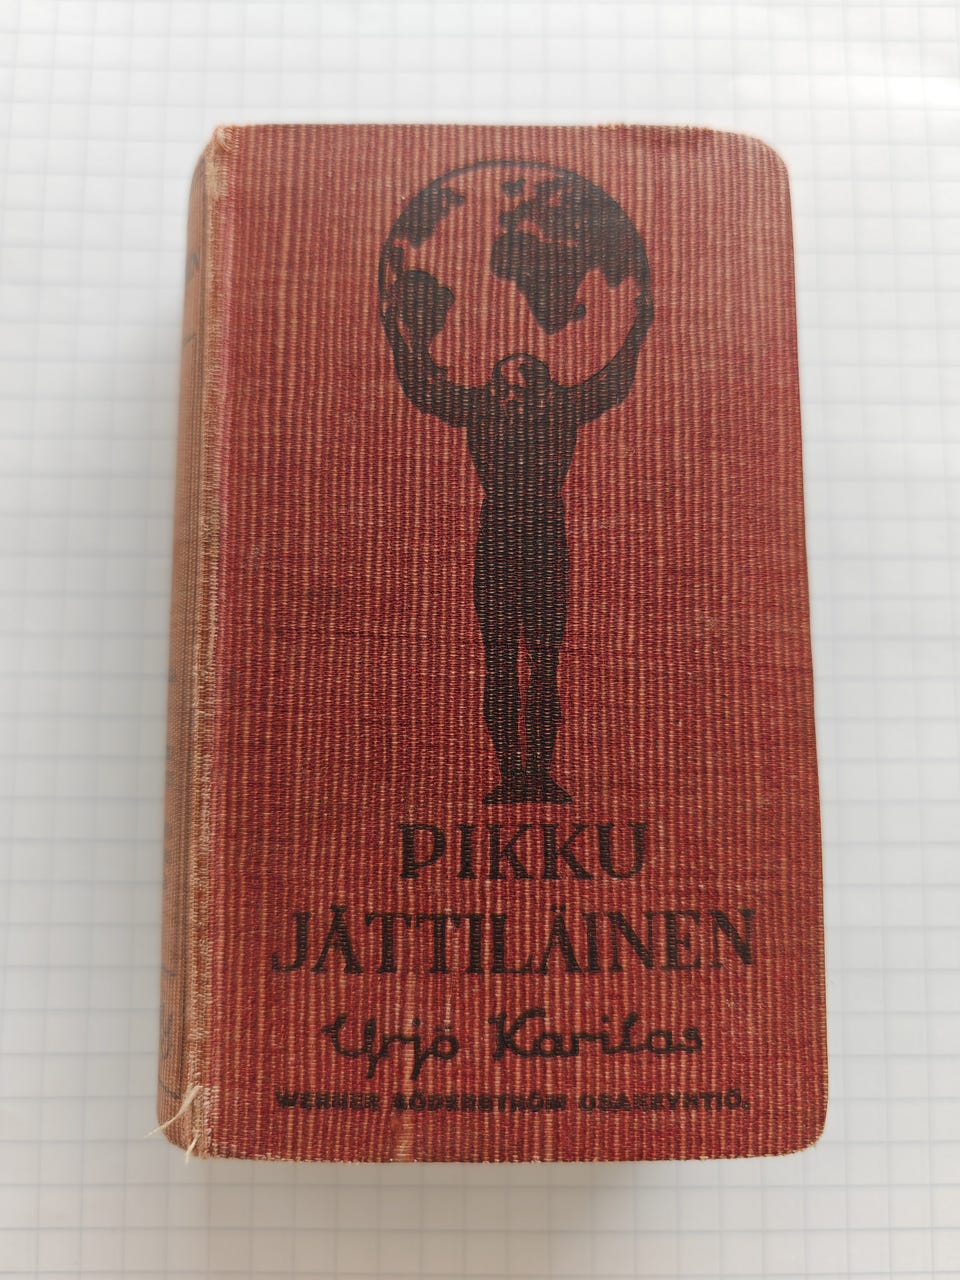 PIKKU
JÄTTILÄINEN
Yrjö Karilas
WERNER SÖDERSTRÖM OSAKEYHTIÖ.